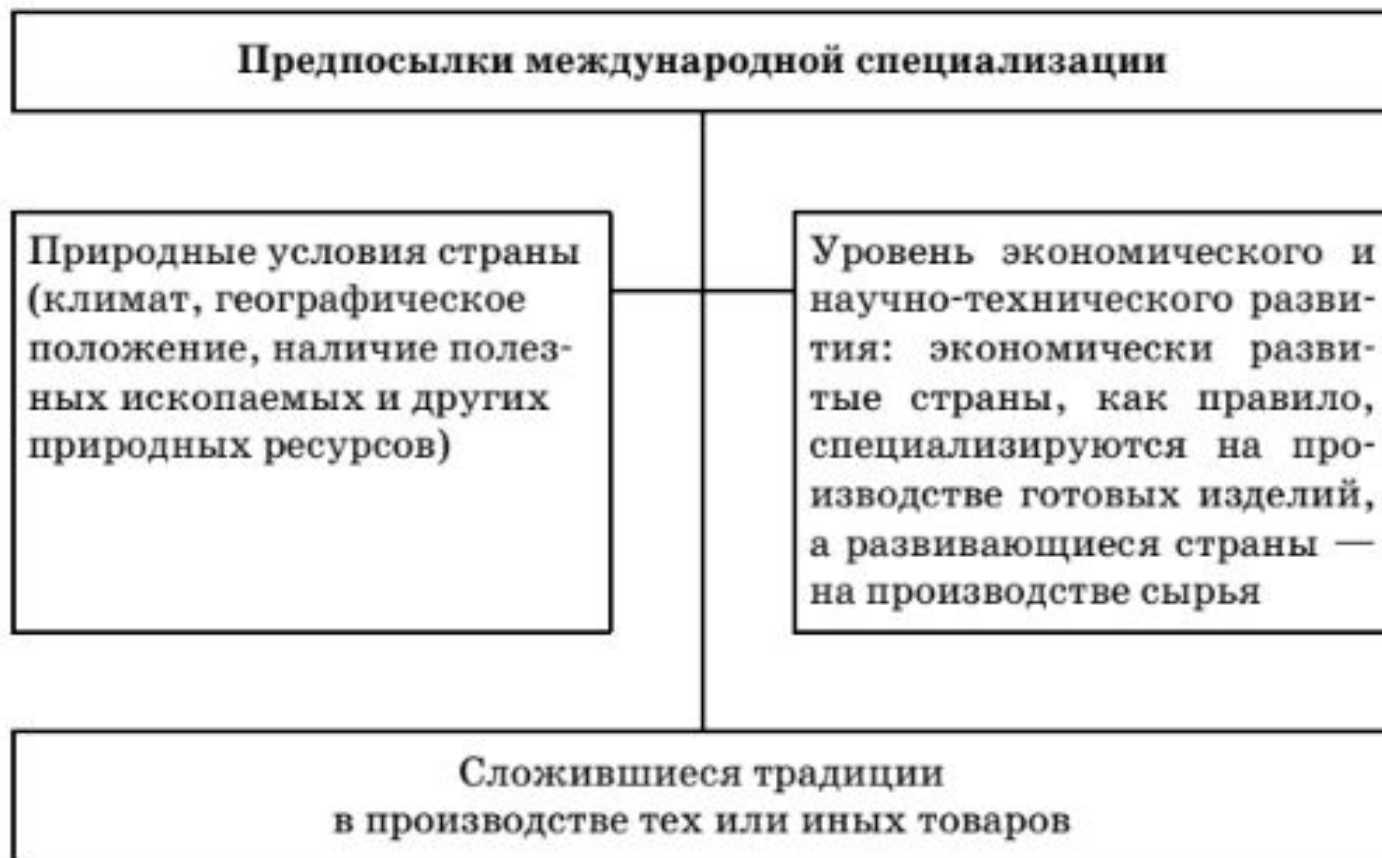 Предпосылки международной специализации
Природные условия страны
(климат, географическое
положение, наличие полез-
ных ископаемых и других
природных ресурсов)
Уровень экономического и
научно-технического разви-
тия: экономически разви-
тые страны, как правило,
специализируются на про-
изводстве готовых изделий,
а развивающиеся страны —
на производстве сырья
Сложившиеся традиции
в производстве тех или иных товаров